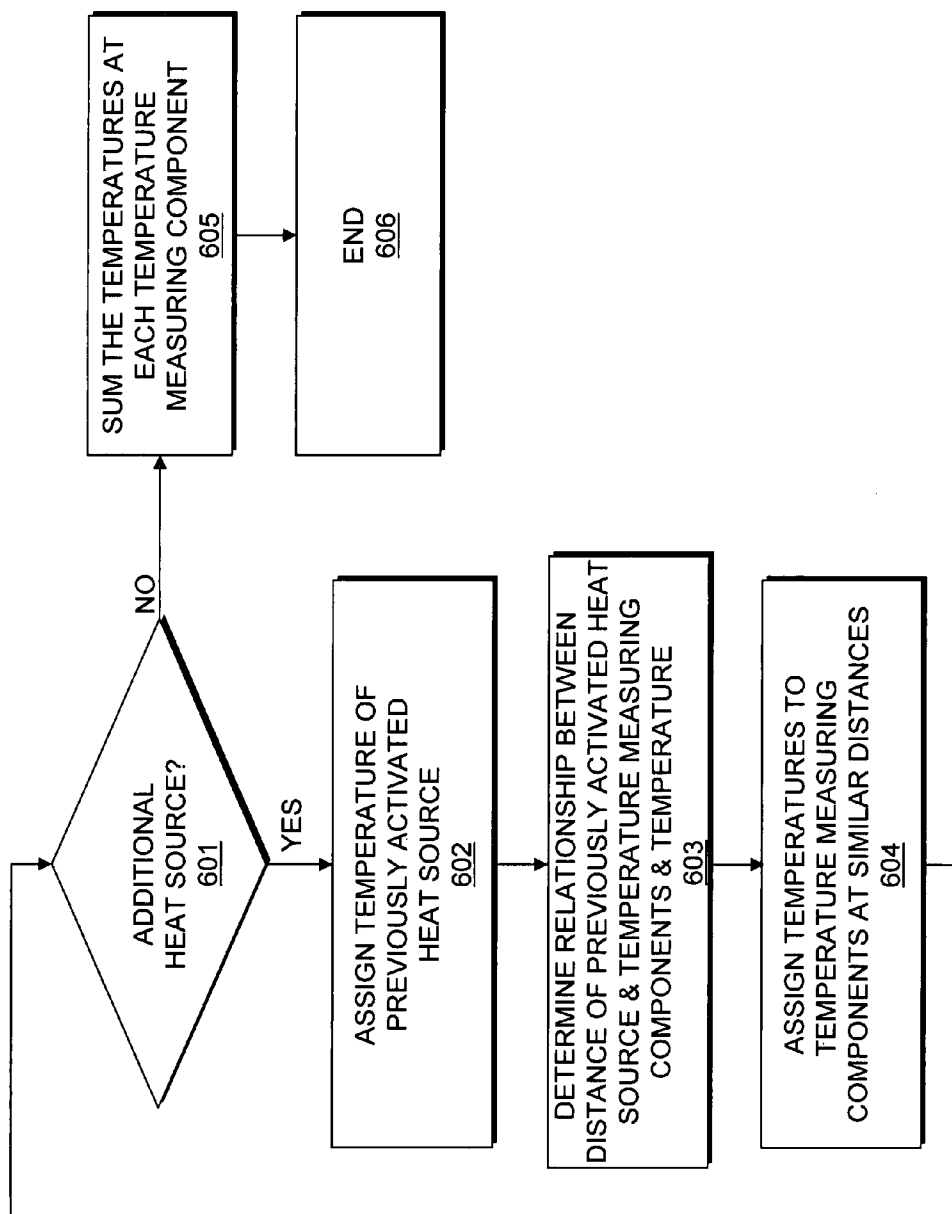 ADDITIONAL
HEAT SOURCE?
601
NO
YES
ASSIGN TEMPERATURE OF
PREVIOUSLY ACTIVATED
HEAT SOURCE
602
DETERMINE RELATIONSHIP BETWEEN
DISTANCE OF PREVIOUSLY ACTIVATED HEAT
SOURCE & TEMPERATURE MEASURING
COMPONENTS & TEMPERATURE
603
ASSIGN TEMPERATURES TO
TEMPERATURE MEASURING
COMPONENTS AT SIMILAR DISTANCES
604
SUM THE TEMPERATURES AT
EACH TEMPERATURE
MEASURING COMPONENT
605
END
606